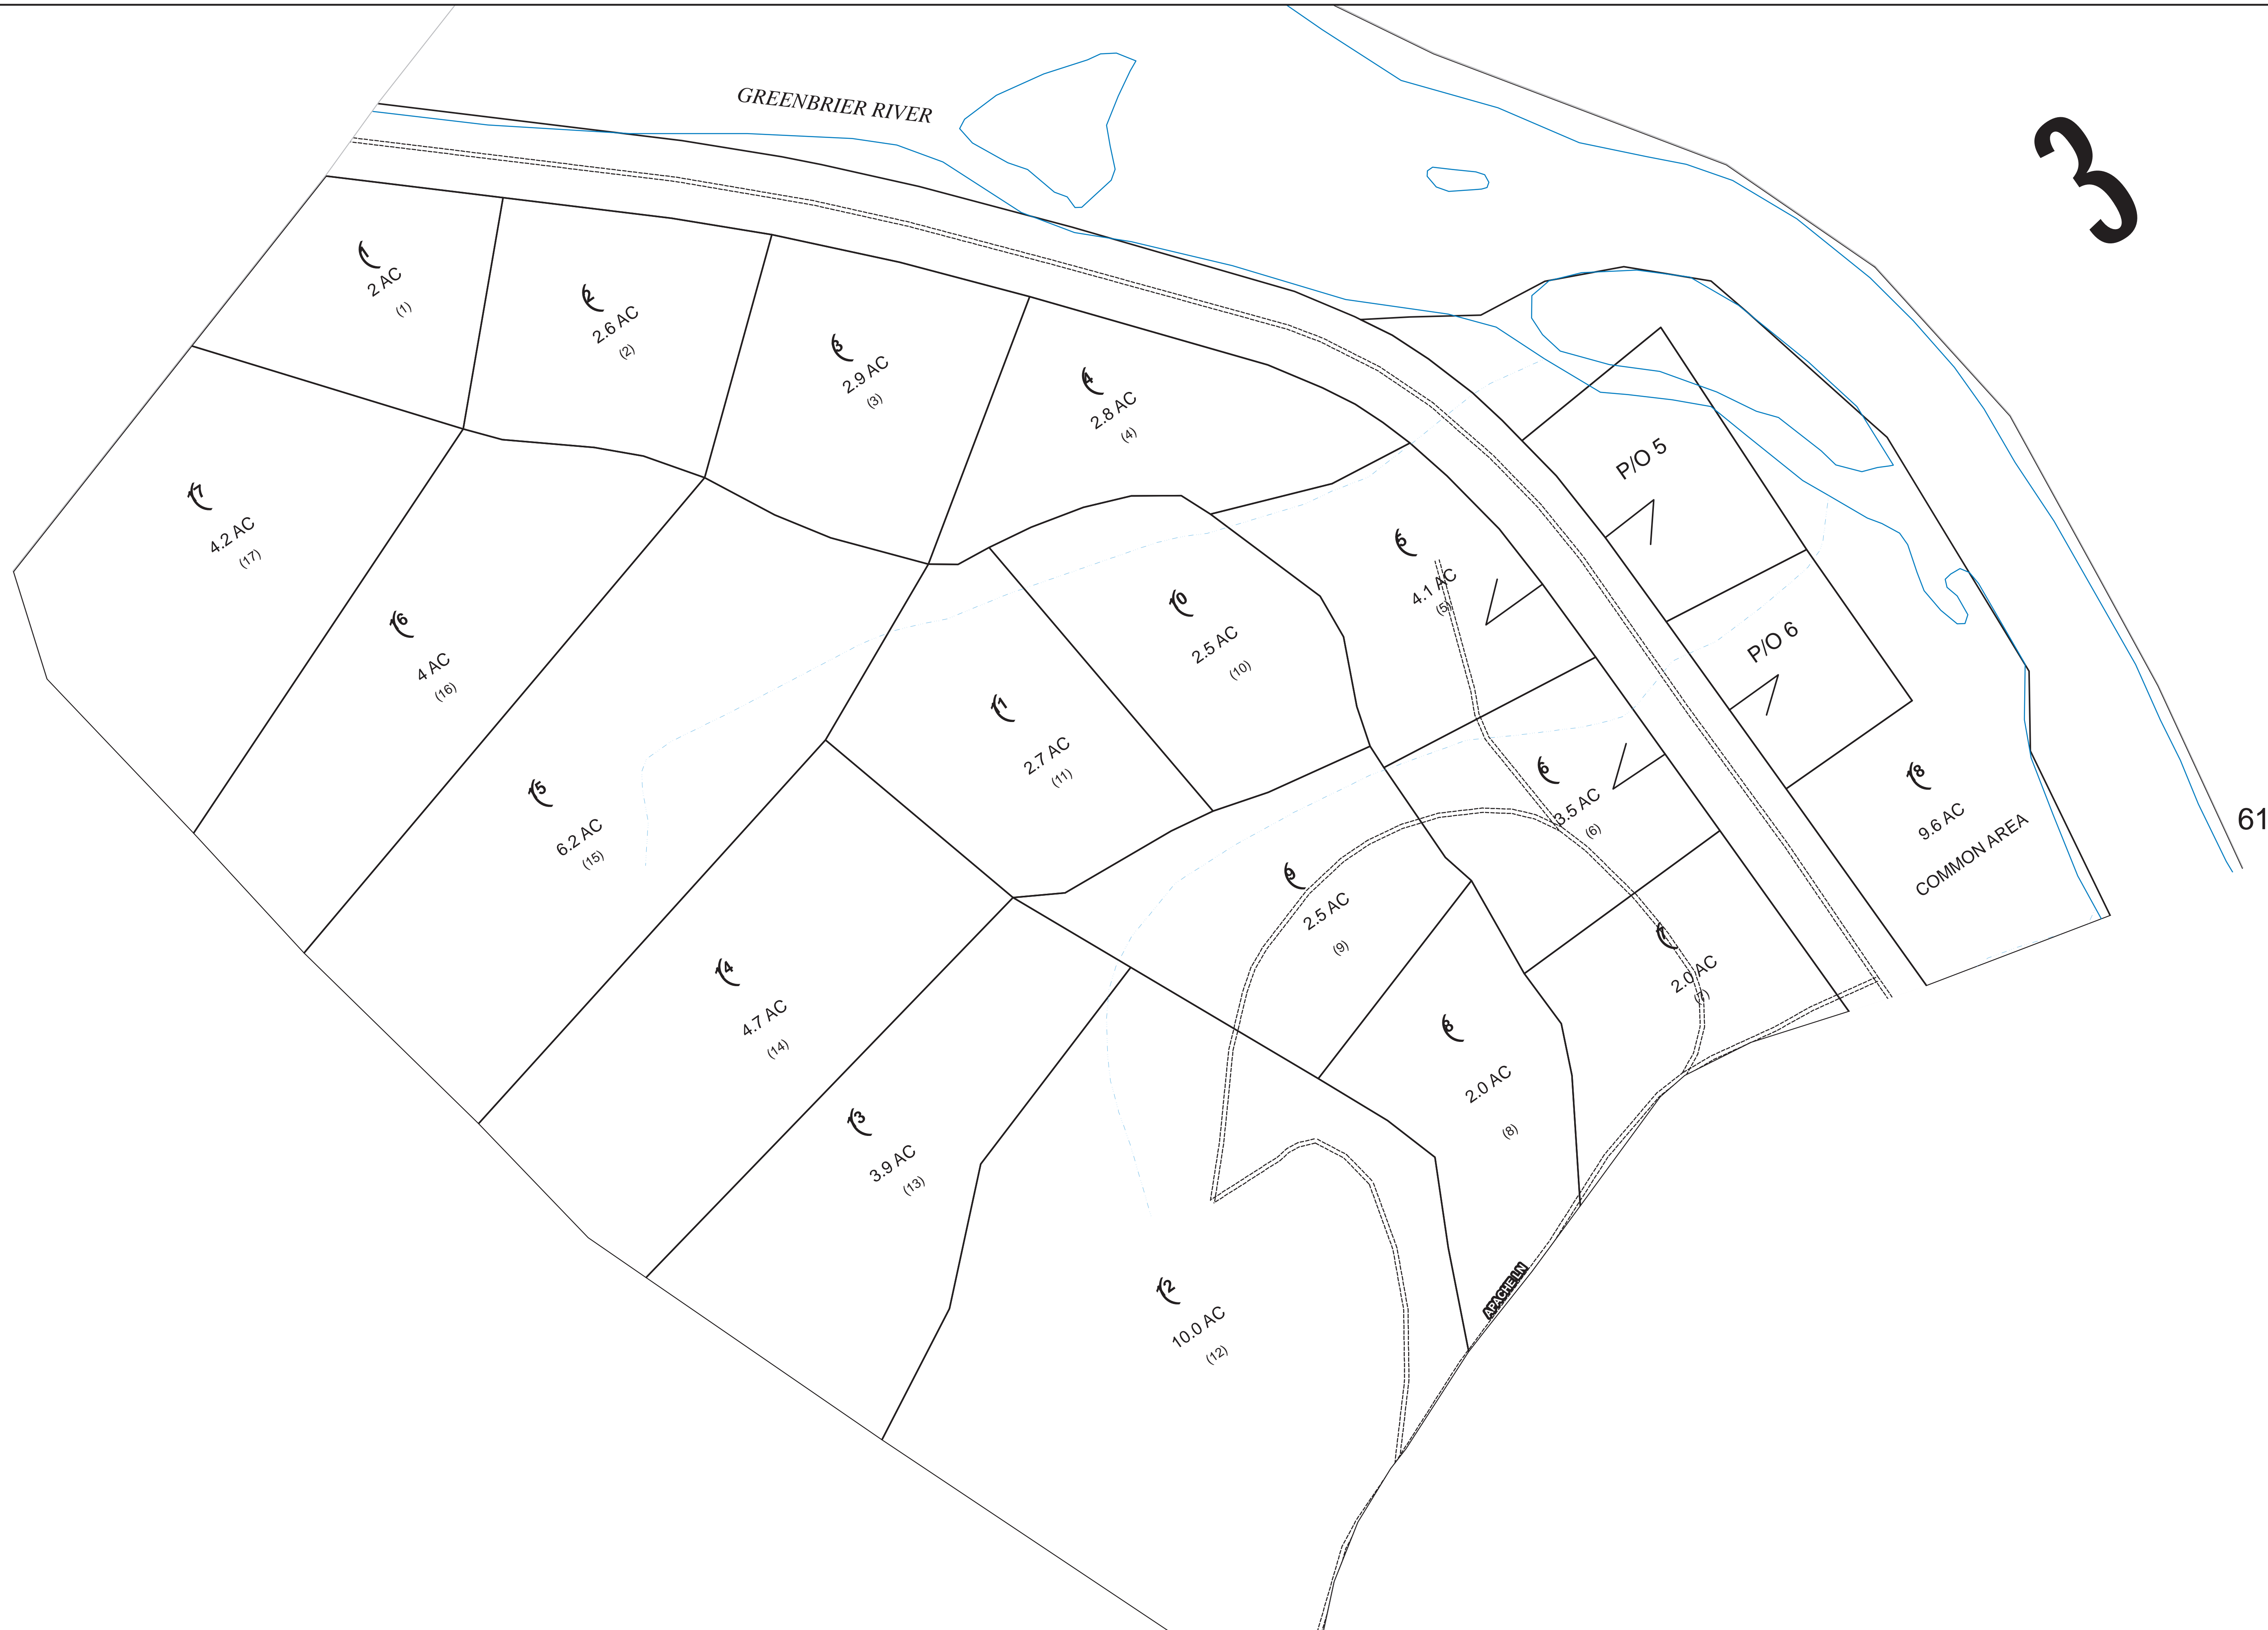 GREENBRIER RIVER
3
1
2 AC
(1)
2
2.6 AC
(2)
3
2.9 AC
(3)
4
2.8 AC
(4)
P/O 5
17
4.2 AC
(17)
5
4.1 AC
(5)
16
4 AC
(16)
10
2.5 AC
(10)
P/O 6
11
2.7 AC
(11)
15
6.2 AC
(15)
6
3.5 AC
(6)
18
9.6 AC
COMMON AREA
61
9
2.5 AC
(9)
7
2.0 AC
(7)
14
4.7 AC
(14)
8
2.0 AC
(8)
13
3.9 AC
(13)
12
10.0 AC
(12)
APACHE LN